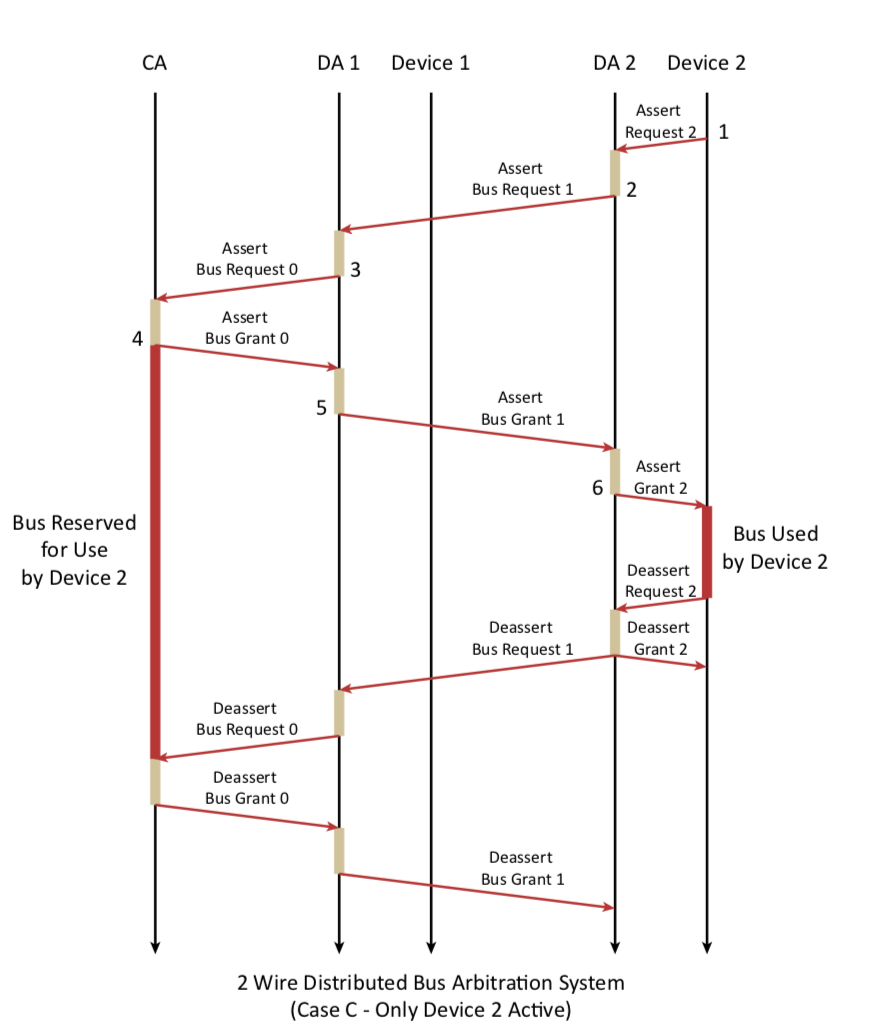 CA
DA 1
Device 1
DA 2
Device 2
Assert
Request 2
1
Assert
Bus Request 1
2
Assert
Bus Request 0
3
Assert
Bus Grant 0
4
Assert
Bus Grant 1
5
Assert
Grant 2
6
Bus Reserved
for Use
by Device 2
Bus Used
by Device 2
Deassert
Request 2
Deassert
Bus Request 1
Deassert
Grant 2
Deassert
Bus Request 0
Deassert
Bus Grant 0
Deassert
Bus Grant 1
2 Wire Distributed Bus Arbitration System
(Case C - Only Device 2 Active)